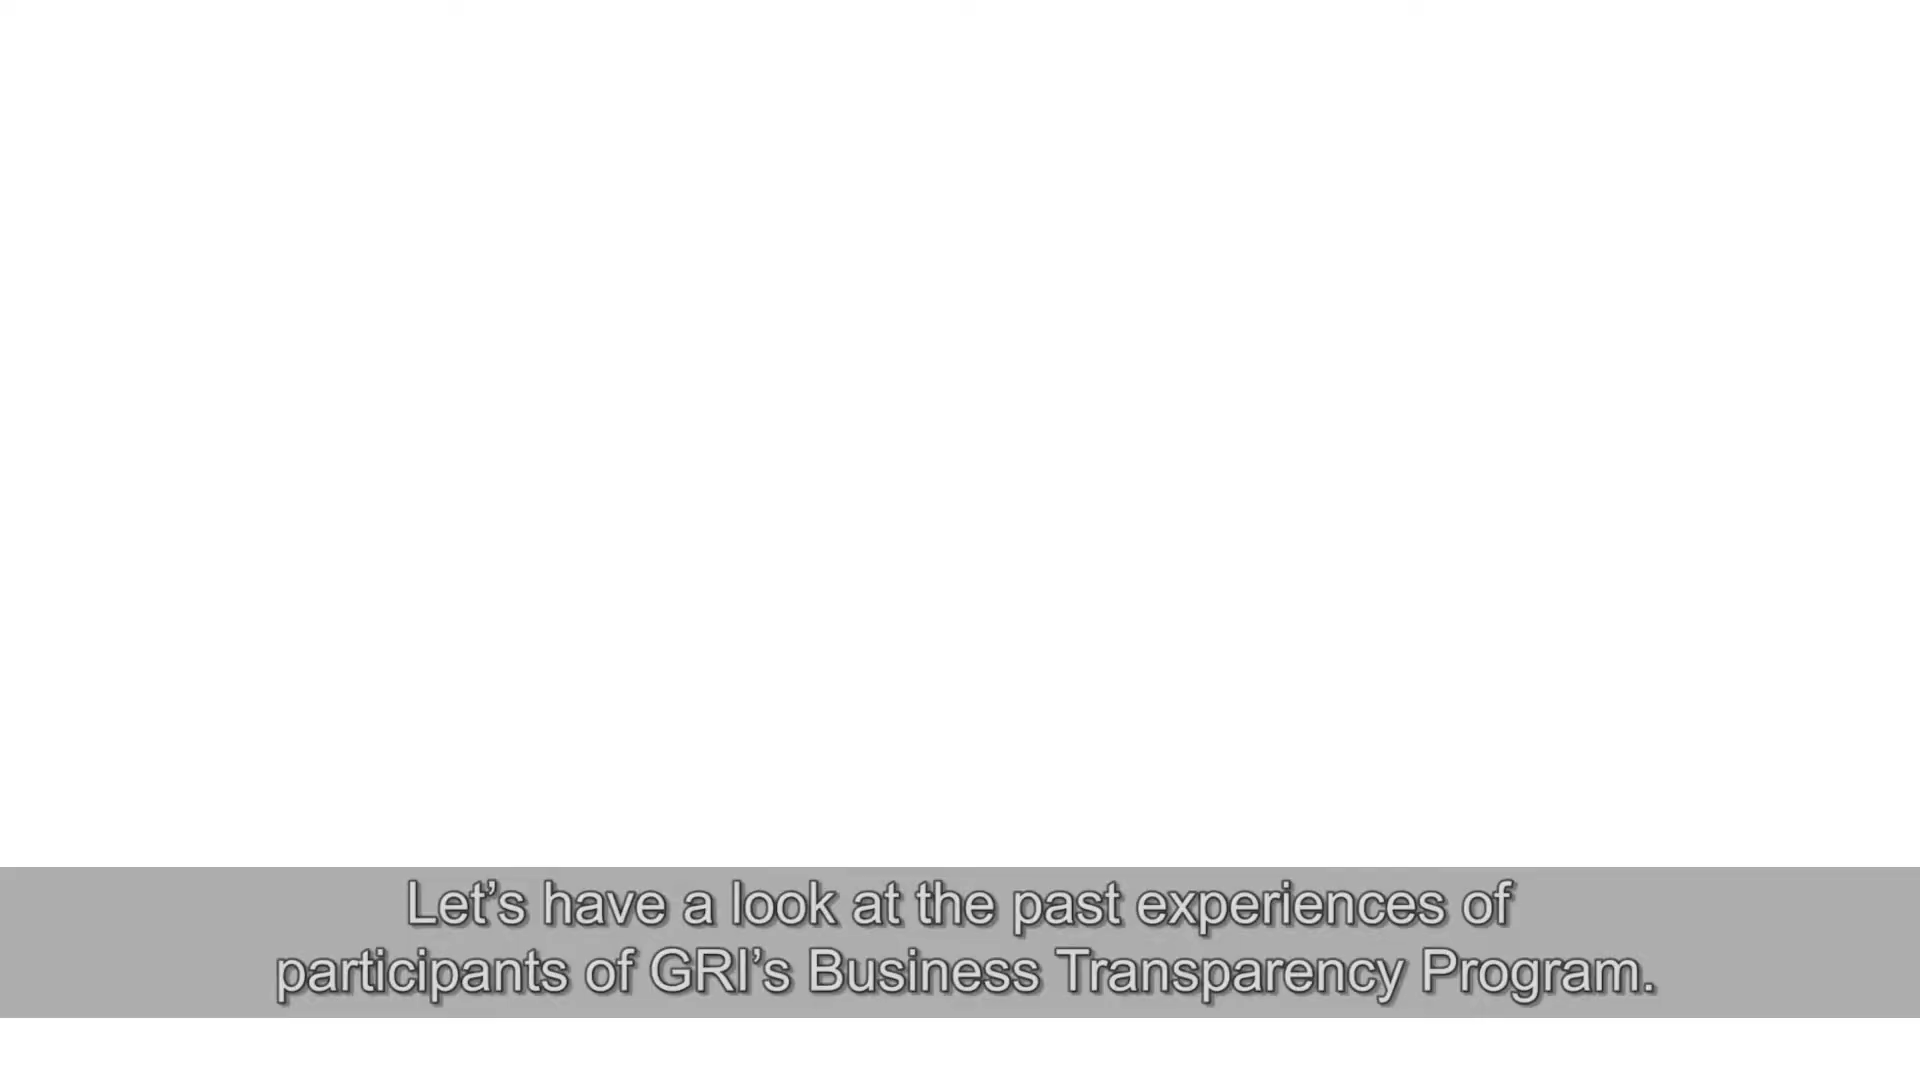 Let’s have a look at the past experiences of
participants of GRI’s Business Transparency Program.